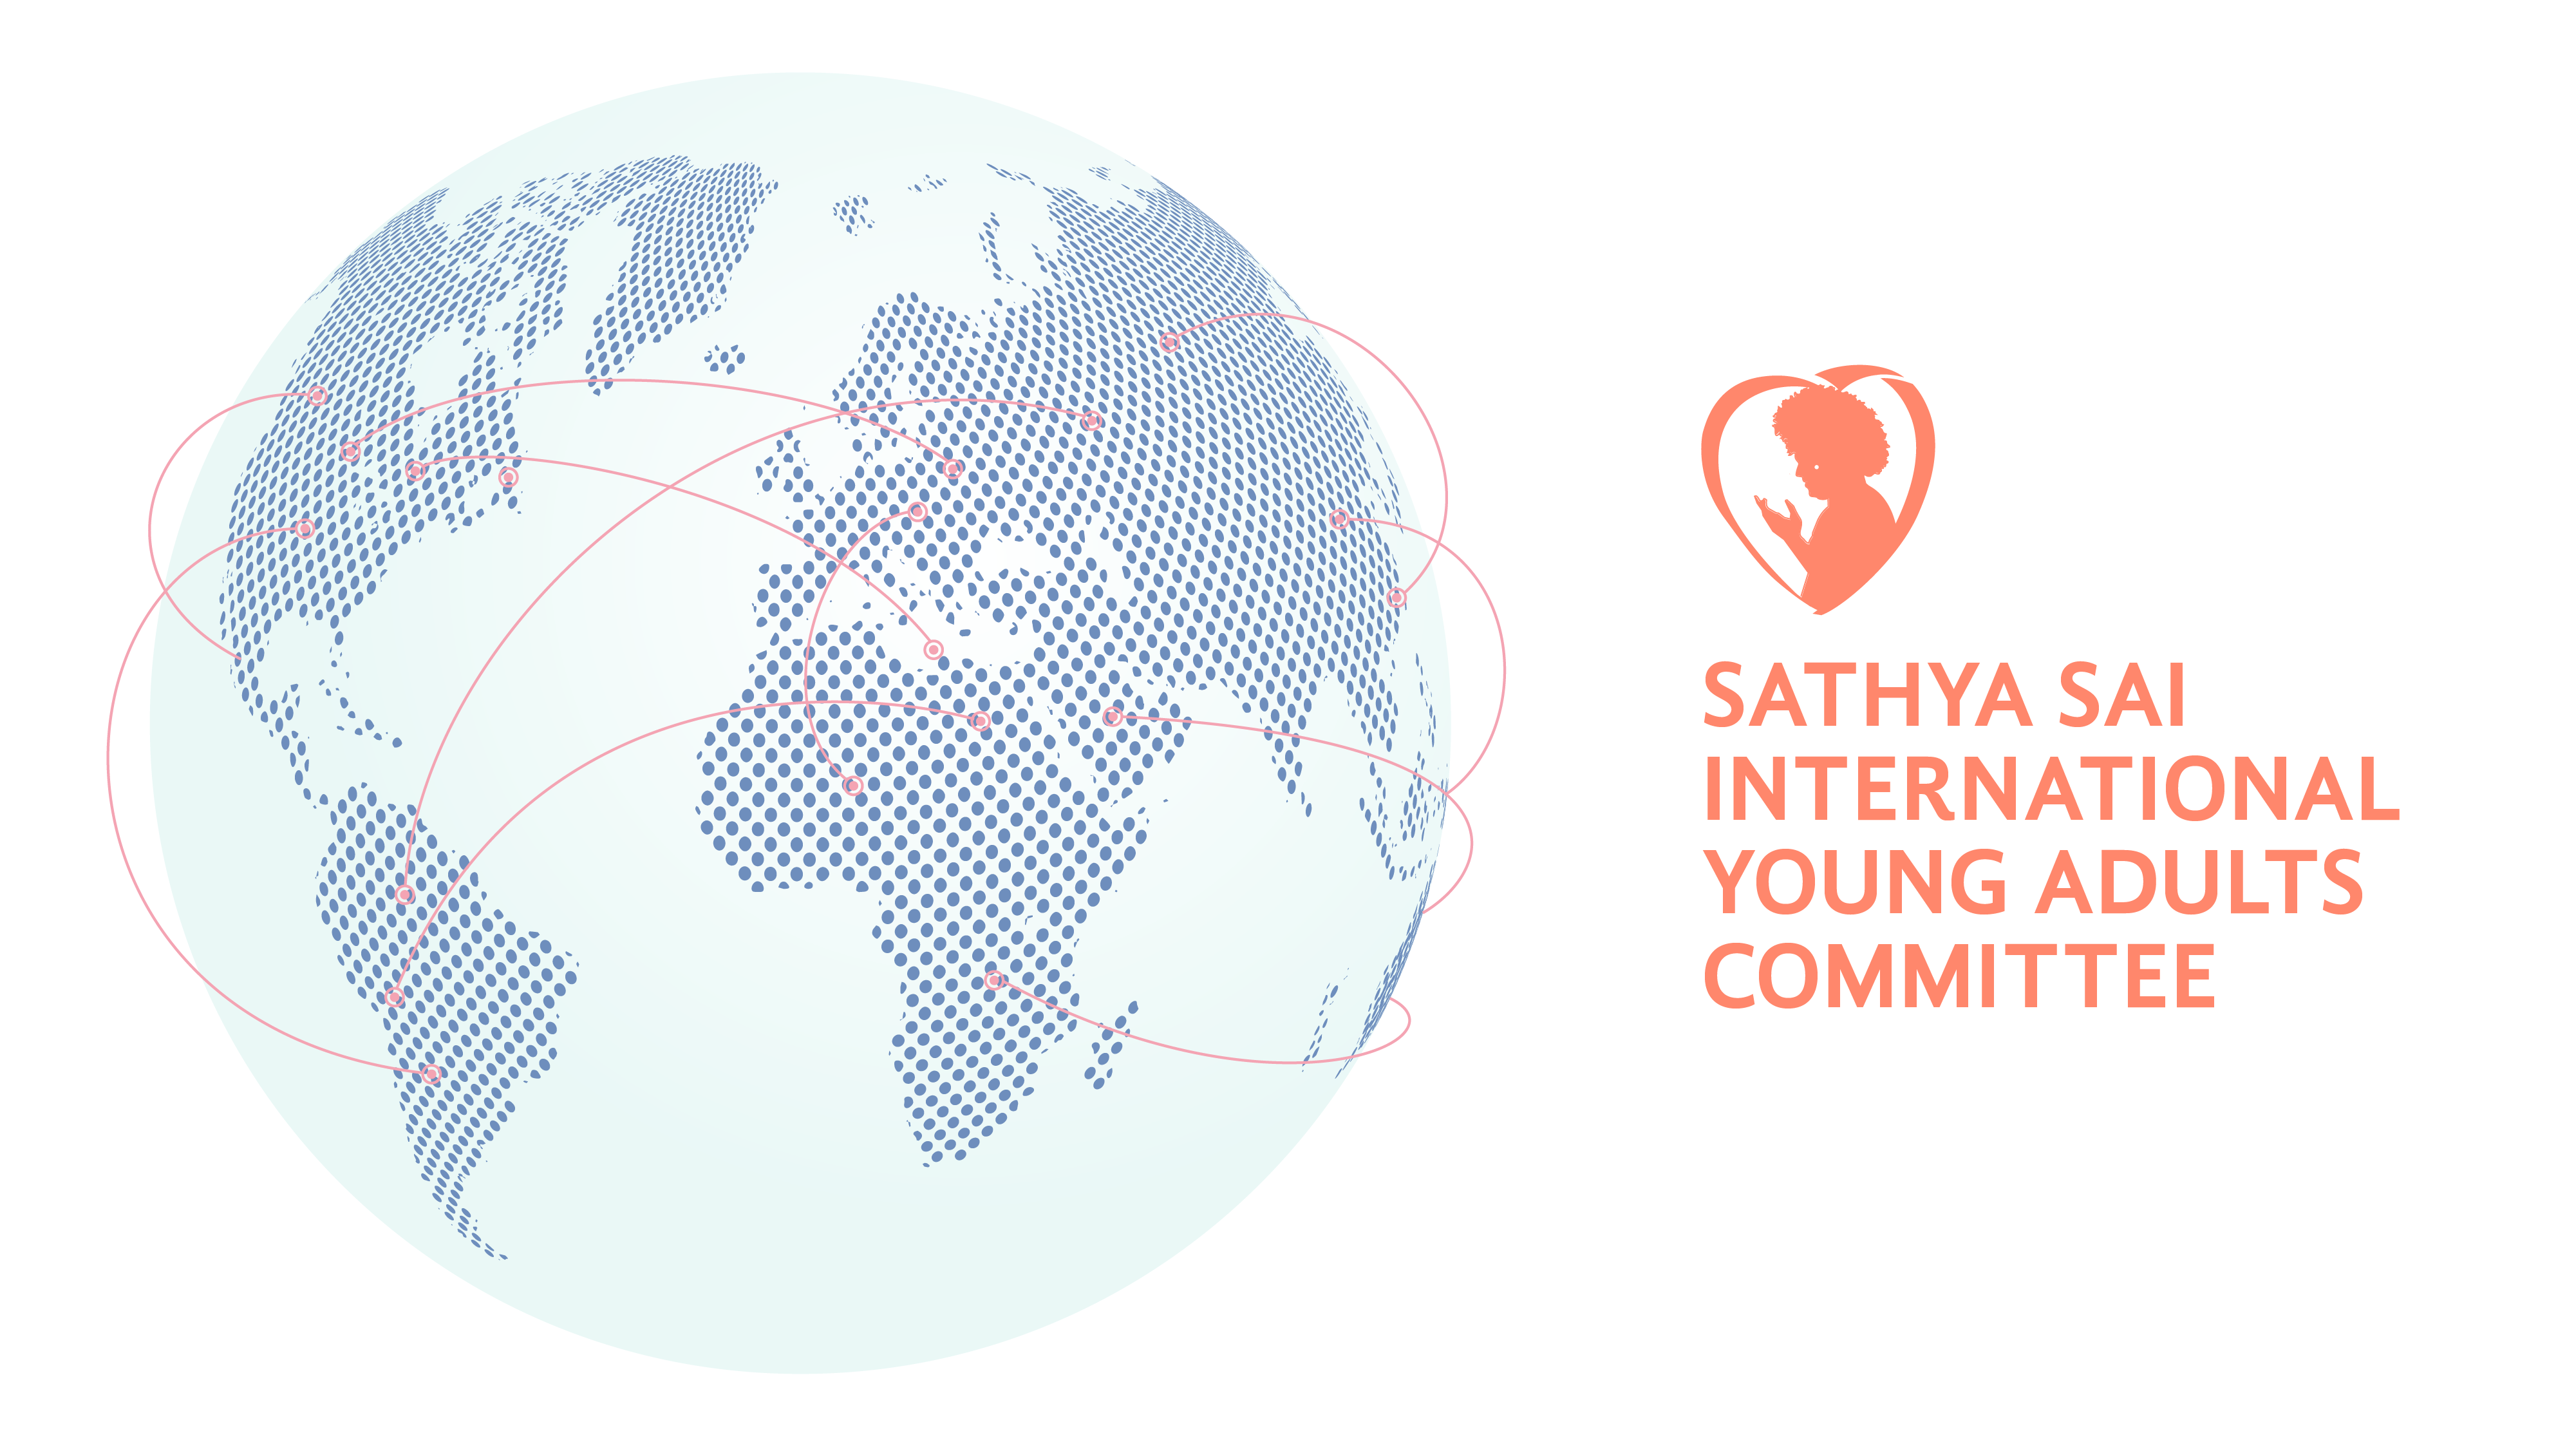 SATHYA SAI
INTERNATIONAL
YOUNG ADULTS
COMMITTEE